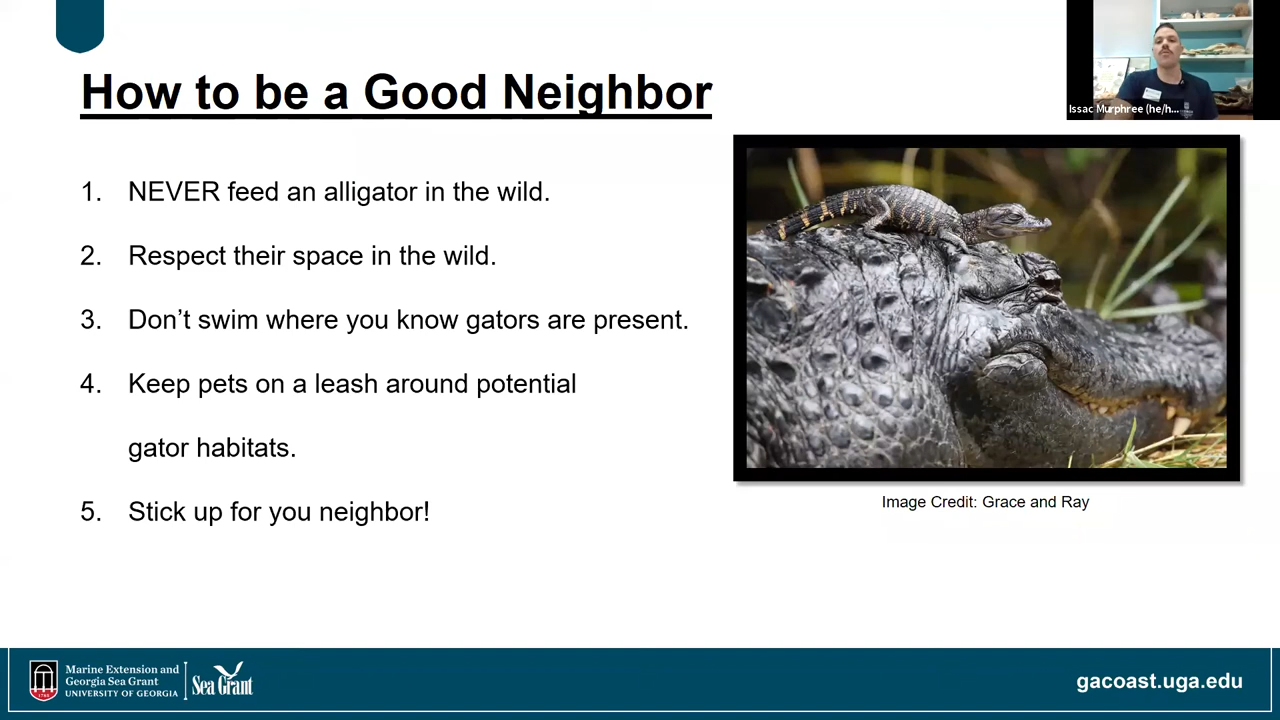 How to be a Good Neighbor
Issac Murphree (he/h...
1. NEVER feed an alligator in the wild.
2. Respect their space in the wild.
3. Don’t swim where you know gators are present.
4. Keep pets on a leash around potential
gator habitats.
5. Stick up for you neighbor!
Image Credit: Grace and Ray
Marine Extension and
Georgia Sea Grant
UNIVERSITY OF GEORGIA
1785
Sea Grant
gacoast.uga.edu